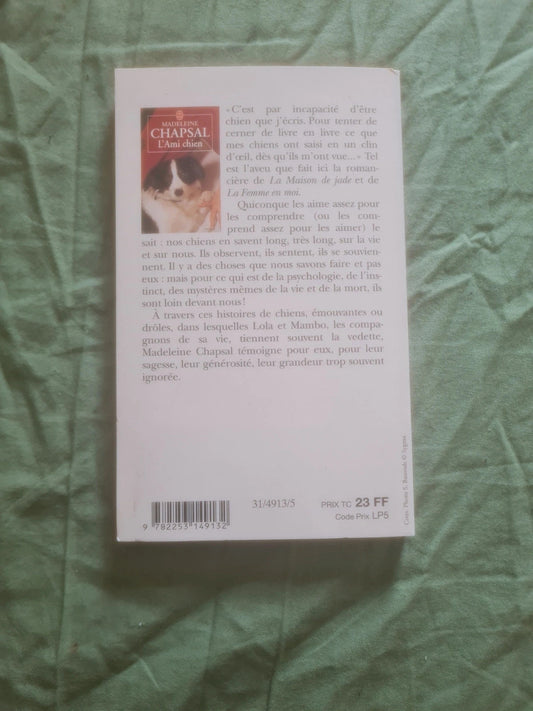 MADELEINE
CHAPSAL
L'Ami chien
« C'est par incapacité d'être
chien que j'écris. Pour tenter de
cerner de livre en livre ce que
mes chiens ont saisi en un clin
d'œil, dès qu'ils m'ont vue... » Tel
est l'aveu que fait ici la roman-
cière de La Maison de jade et de
La Femme en moi.
Quiconque les aime assez pour
les comprendre (ou les com-
prend assez pour les aimer) le
sait : nos chiens en savent long, très long, sur la vie
et sur nous. Ils observent, ils sentent, ils se souvien-
nent. Il y a des choses que nous savons faire et pas
eux : mais pour ce qui est de la psychologie, de l'ins-
tinct, des mystères mêmes de la vie et de la mort, ils
sont loin devant nous !
À travers ces histoires de chiens, émouvantes ou
drôles, dans lesquelles Lola et Mambo, les compa-
gnons de sa vie, tiennent souvent la vedette,
Madeleine Chapsal témoigne pour eux, pour leur
sagesse, leur générosité, leur grandeur trop souvent
ignorée.
9 782253 149132
31/4913/5
PRIX TC 23 FF
Code Prix LP5